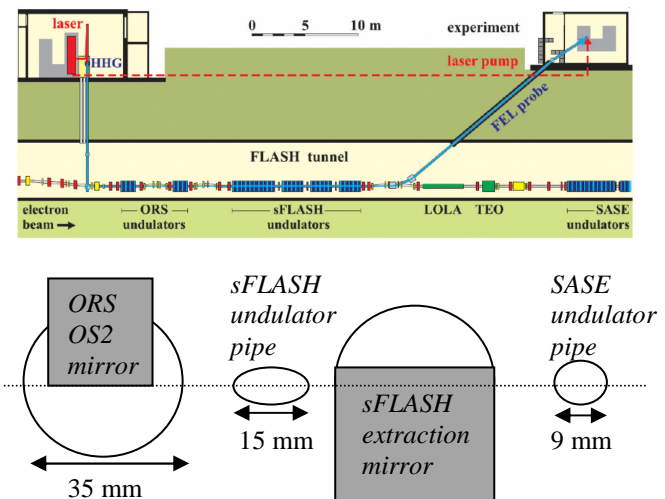 laser
HHG
0 5 10 m
experiment
laser pump
FEL probe
FLASH tunnel
electron
beam
ORS
undulators
sFLASH
undulators
LOLA
TEO
SASE
undulators
ORS
OS2
mirror
35 mm
sFLASH
undulator
pipe
15 mm
sFLASH
extraction
mirror
SASE
undulator
pipe
9 mm